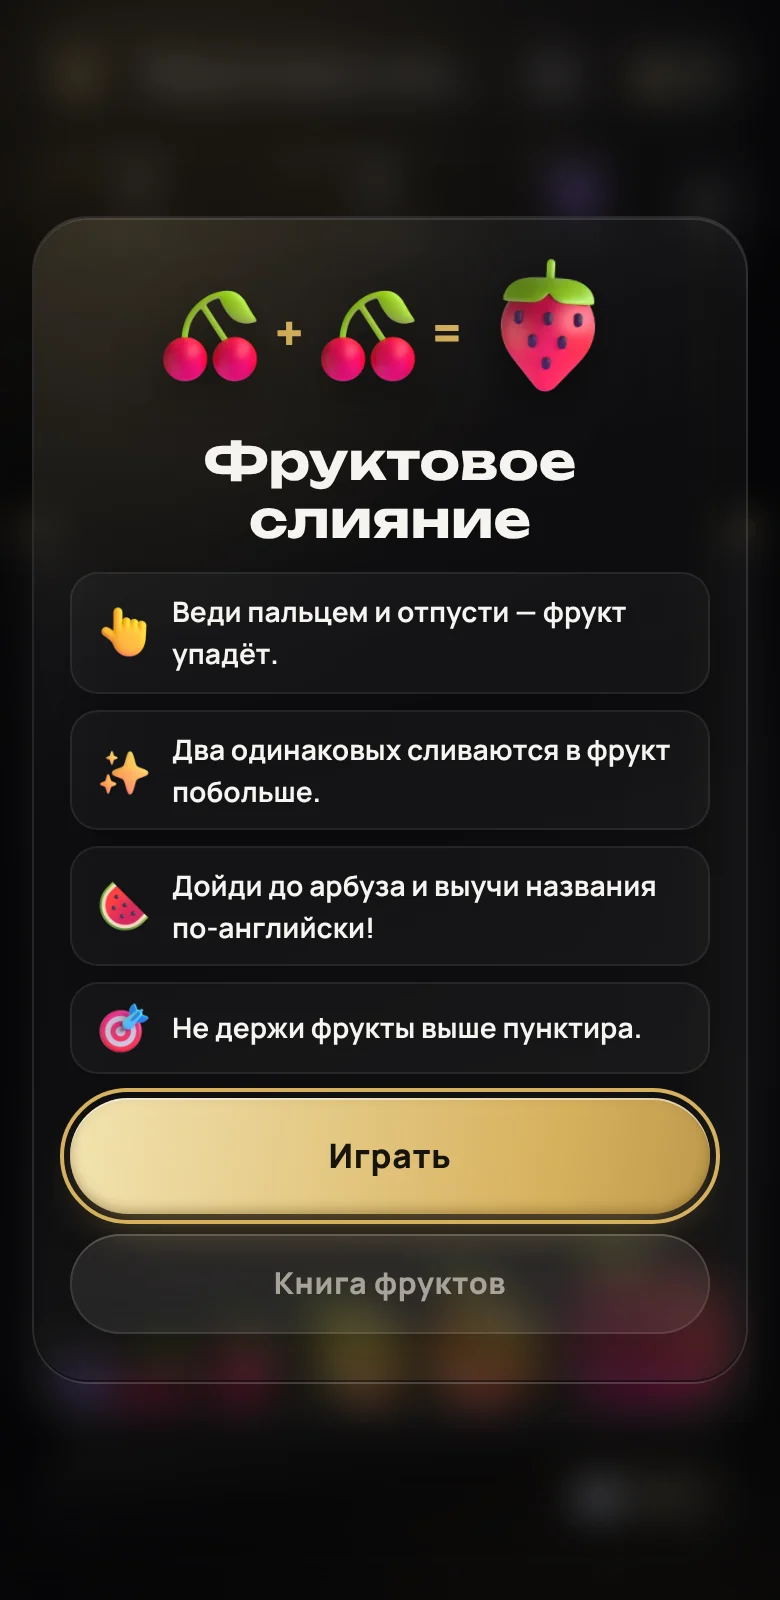 + =
Фруктовое
слияние
Веди пальцем и отпусти — фрукт
упадёт.
Два одинаковых сливаются в фрукт
побольше.
Дойди до арбуза и выучи названия
по-английски!
Не держи фрукты выше пунктира.
Играть
Книга фруктов